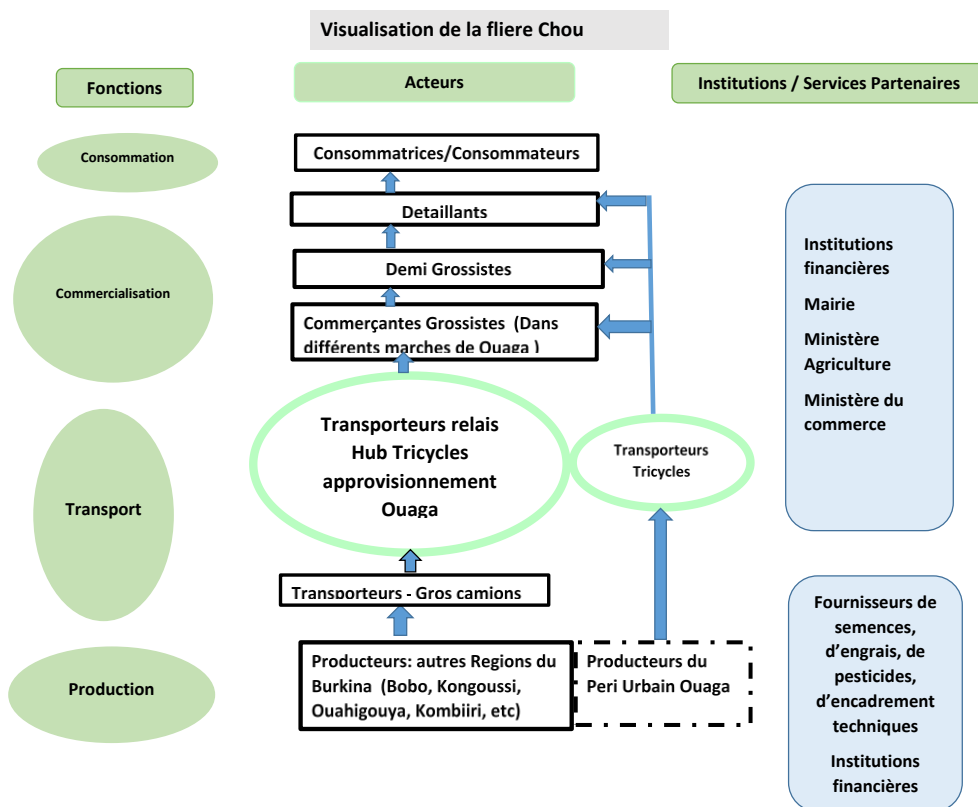 Visualisation de la fliere Chou
Fonctions
Acteurs
Institutions / Services Partenaires
Consommation
Consommatrices/Consommateurs
Detaillants
Demi Grossistes
Commercialisation
Commerçantes Grossistes (Dans
différents marches de Ouaga )
Institutions
financières
Mairie
Ministère
Agriculture
Ministère du
commerce
Transport
Transporteurs relais
Hub Tricycles
approvisionnement
Ouaga
Transporteurs
Tricycles
Transporteurs - Gros camions
Production
Producteurs: autres Regions du
Burkina (Bobo, Kongoussi,
Ouahigouya, Kombiiri, etc)
Producteurs du
Peri Urbain Ouaga
Fournisseurs de
semences,
d'engrais, de
pesticides,
d'encadrement
techniques
Institutions
financières